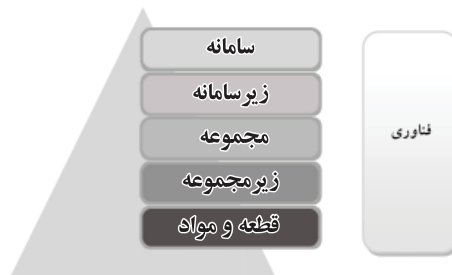 سامانه
زیرسامانه
مجموعه
زیرمجموعه
قطعه و مواد
فناوری